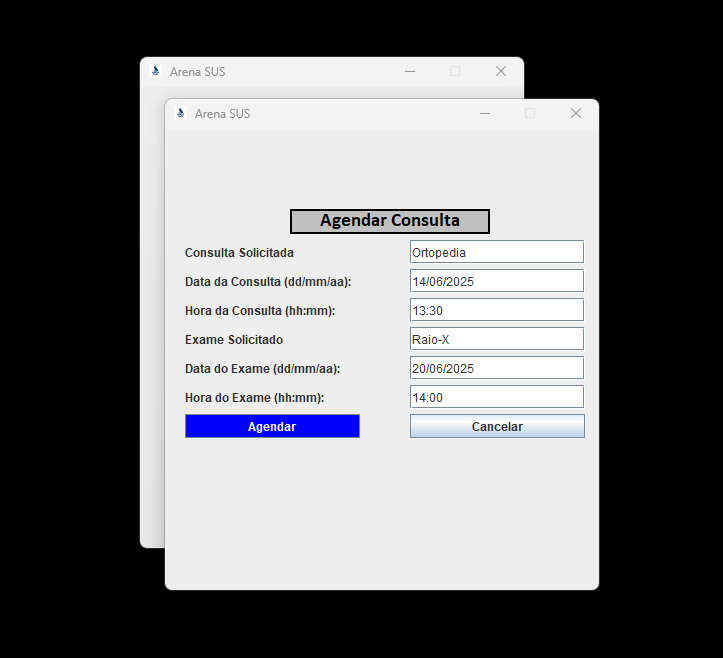 Arena SUS
Arena SUS
Agendar Consulta
Consulta Solicitada Ortopedia
Data da Consulta (dd/mm/aa): 14/06/2025
Hora da Consulta (hh:mm): 13:30
Exame Solicitado Raio-X
Data do Exame (dd/mm/aa): 20/06/2025
Hora do Exame (hh:mm): 14:00
Agendar Cancelar